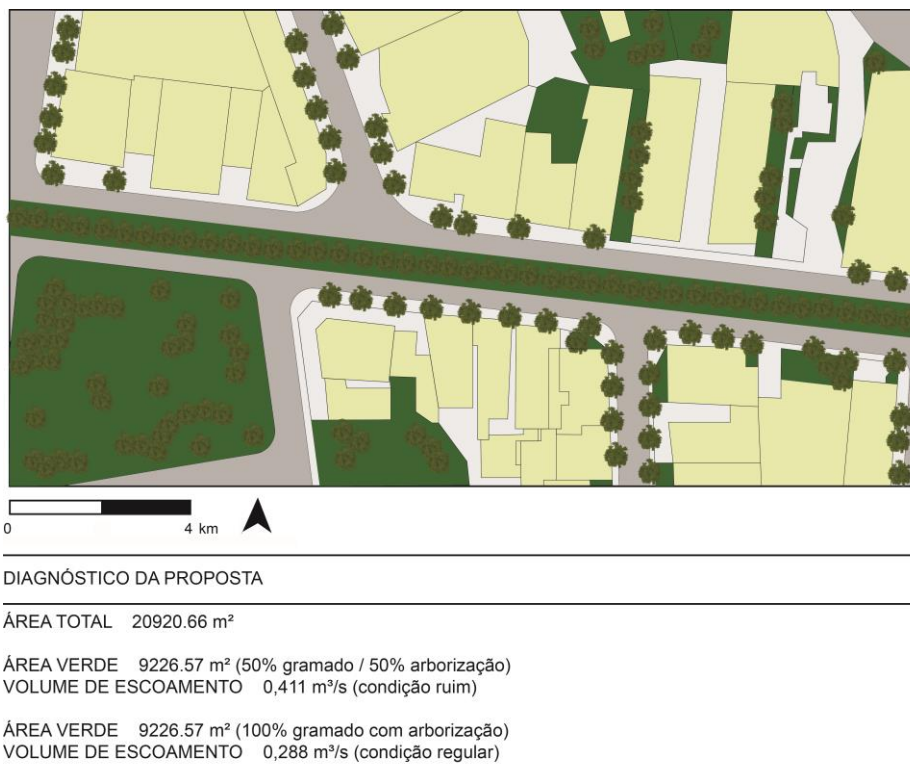 0 4 km
DIAGNÓSTICO DA PROPOSTA
ÁREA TOTAL 20920.66 m²
ÁREA VERDE 9226.57 m² (50% gramado / 50% arborização)
VOLUME DE ESCOAMENTO 0,411 m³/s (condição ruim)
ÁREA VERDE 9226.57 m² (100% gramado com arborização)
VOLUME DE ESCOAMENTO 0,288 m³/s (condição regular)